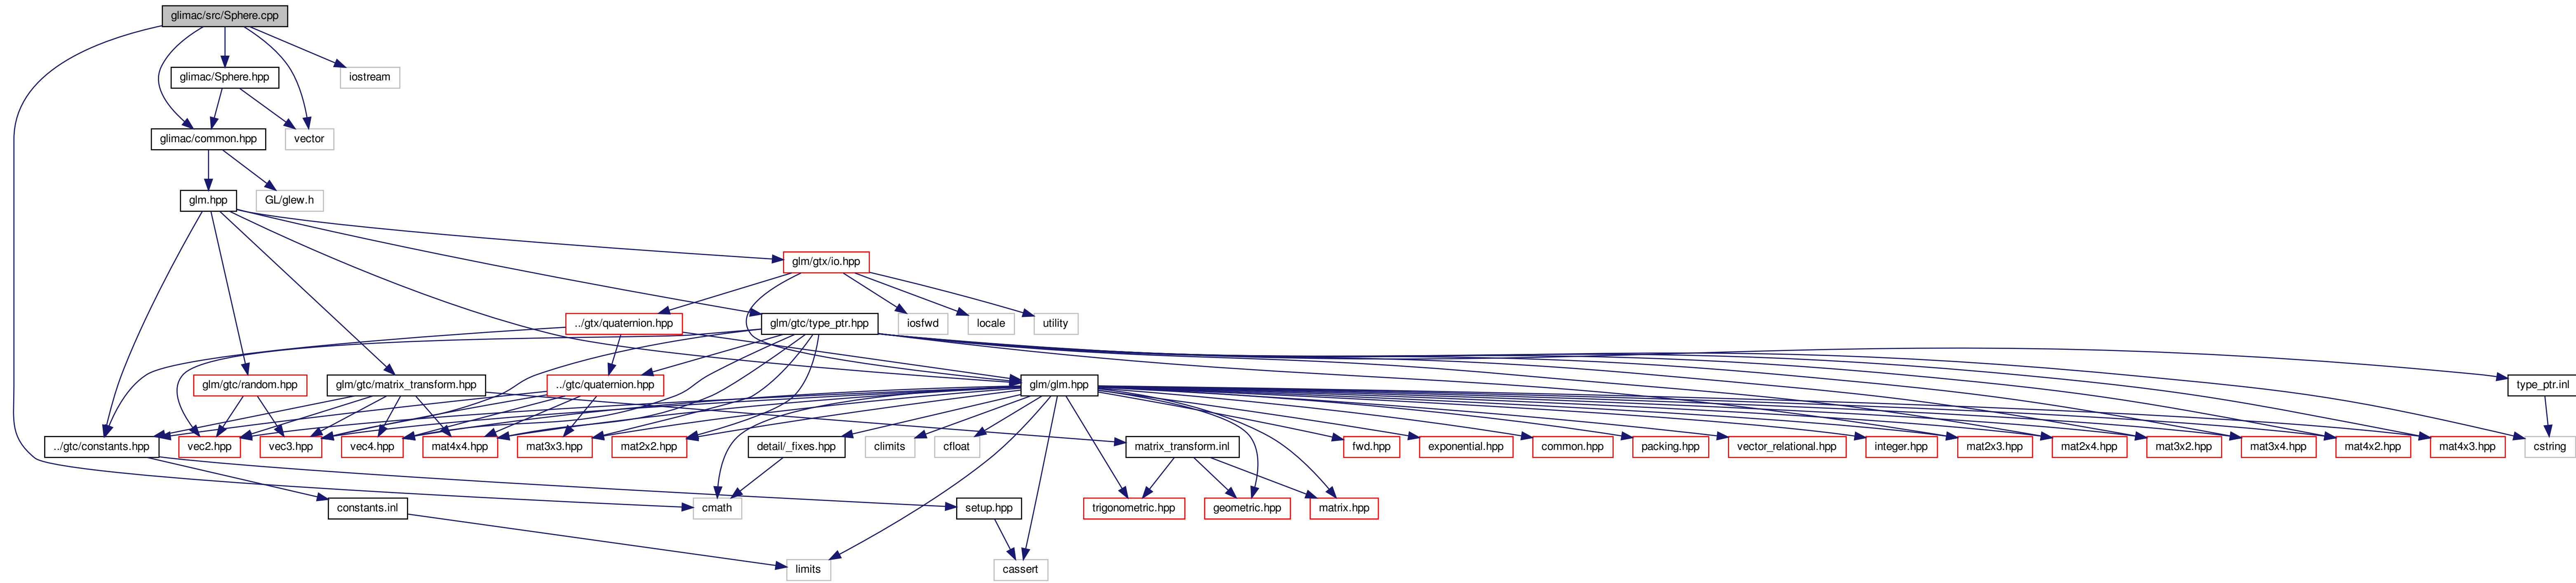 glimac/src/Sphere.cpp
glimac/Sphere.hpp
iostream
glimac/common.hpp
vector
glm.hpp
GL/glew.h
glm/gtx/io.hpp
../gtx/quaternion.hpp
glm/gtc/type_ptr.hpp
iosfwd
locale
utility
glm/gtc/random.hpp
glm/gtc/matrix_transform.hpp
../gtc/quaternion.hpp
glm/glm.hpp
type_ptr.inl
../gtc/constants.hpp
vec2.hpp
vec3.hpp
vec4.hpp
mat4x4.hpp
mat3x3.hpp
mat2x2.hpp
detail/_fixes.hpp
climits
cfloat
matrix_transform.inl
fwd.hpp
exponential.hpp
common.hpp
packing.hpp
vector_relational.hpp
integer.hpp
mat2x3.hpp
mat2x4.hpp
mat3x2.hpp
mat3x4.hpp
mat4x2.hpp
mat4x3.hpp
cstring
constants.inl
cmath
setup.hpp
trigonometric.hpp
geometric.hpp
matrix.hpp
limits
cassert